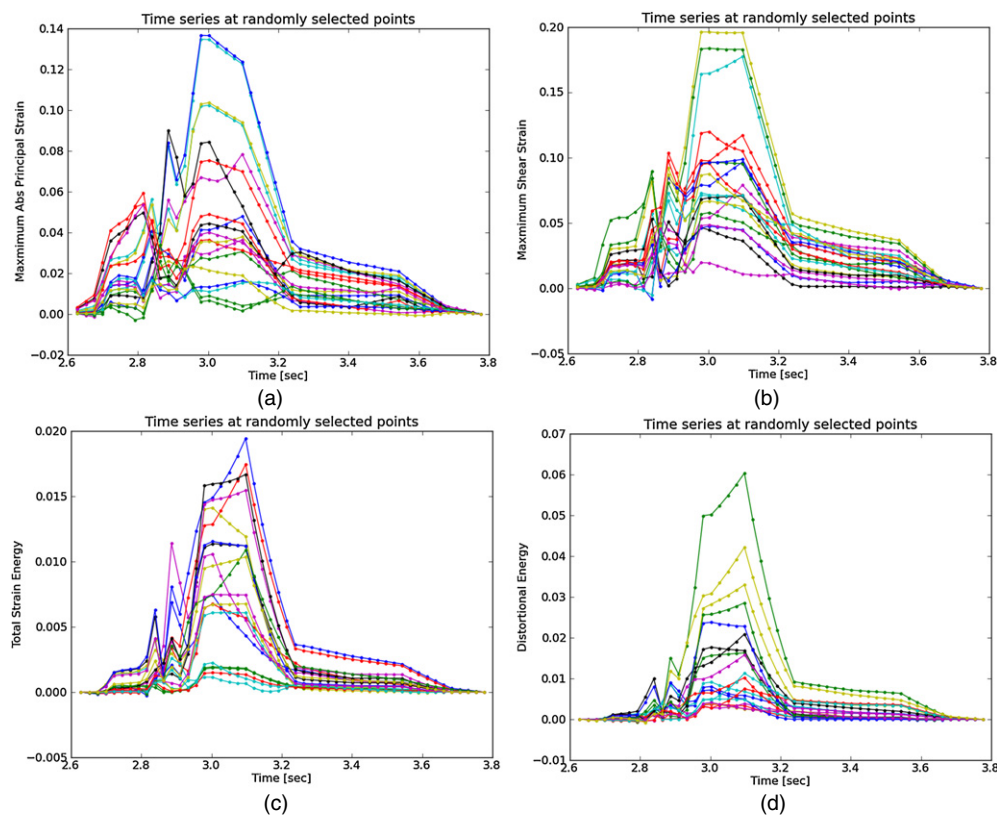 Time series at randomly selected points
Maximum Abs Principal Strain
0.14
0.12
0.10
0.08
0.06
0.04
0.02
0.00
−0.02
2.6 2.8 3.0 3.2 3.4 3.6 3.8
Time [sec]
(a)
Time series at randomly selected points
Maximum Shear Strain
0.20
0.15
0.10
0.05
0.00
−0.05
2.6 2.8 3.0 3.2 3.4 3.6 3.8
Time [sec]
(b)
Time series at randomly selected points
Total Strain Energy
0.020
0.015
0.010
0.005
0.000
−0.005
2.6 2.8 3.0 3.2 3.4 3.6 3.8
Time [sec]
(c)
Time series at randomly selected points
Distortional Energy
0.07
0.06
0.05
0.04
0.03
0.02
0.01
0.00
−0.01
2.6 2.8 3.0 3.2 3.4 3.6 3.8
Time [sec]
(d)